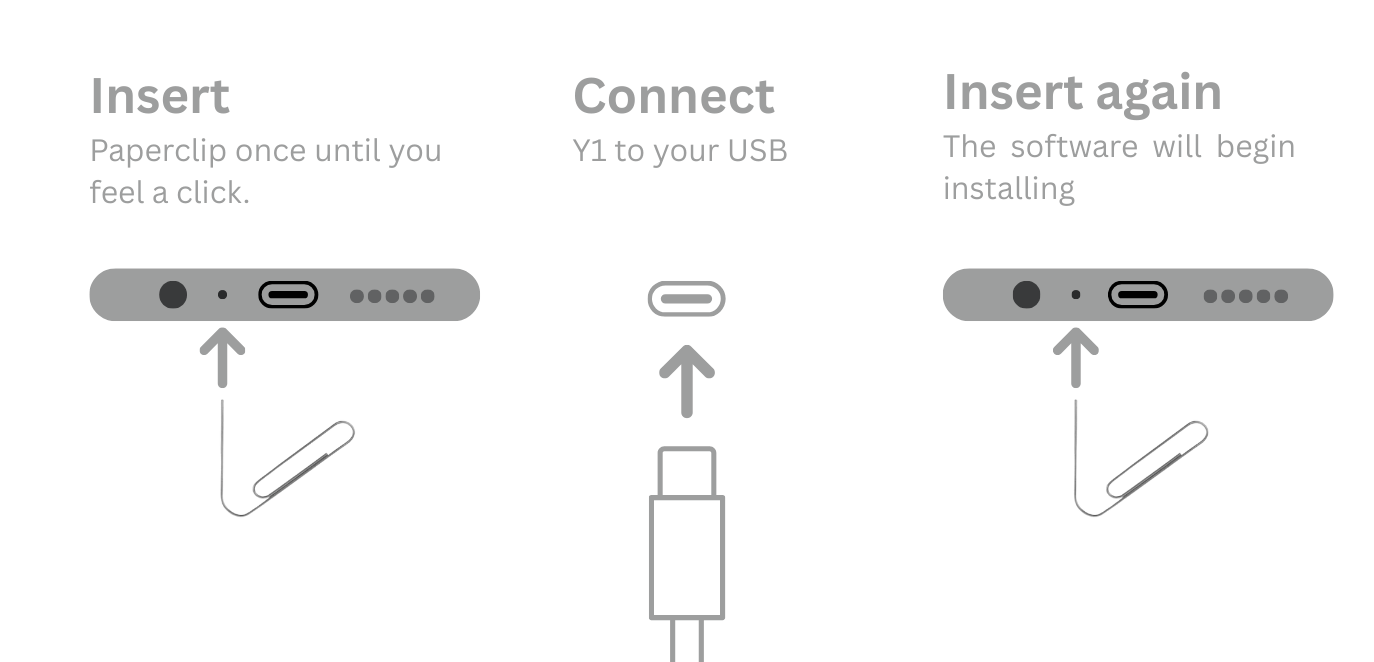 Insert
Paperclip once until you
feel a click.
Connect
Y1 to your USB
Insert again
The software will begin
installing